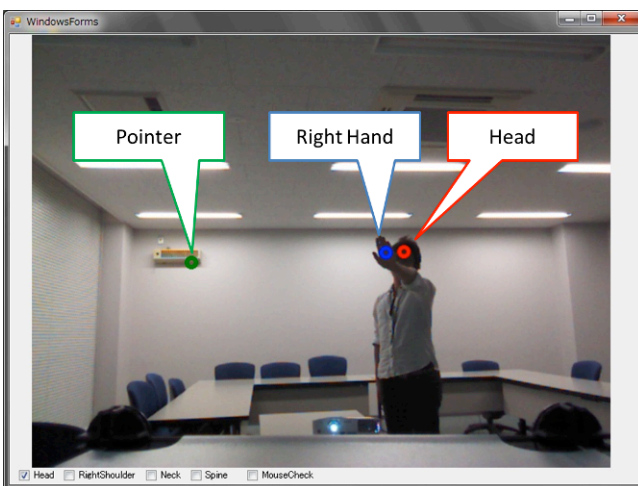 WindowsForms
Pointer
Right Hand
Head
Head
RightShoulder
Neck
Spine
MouseCheck